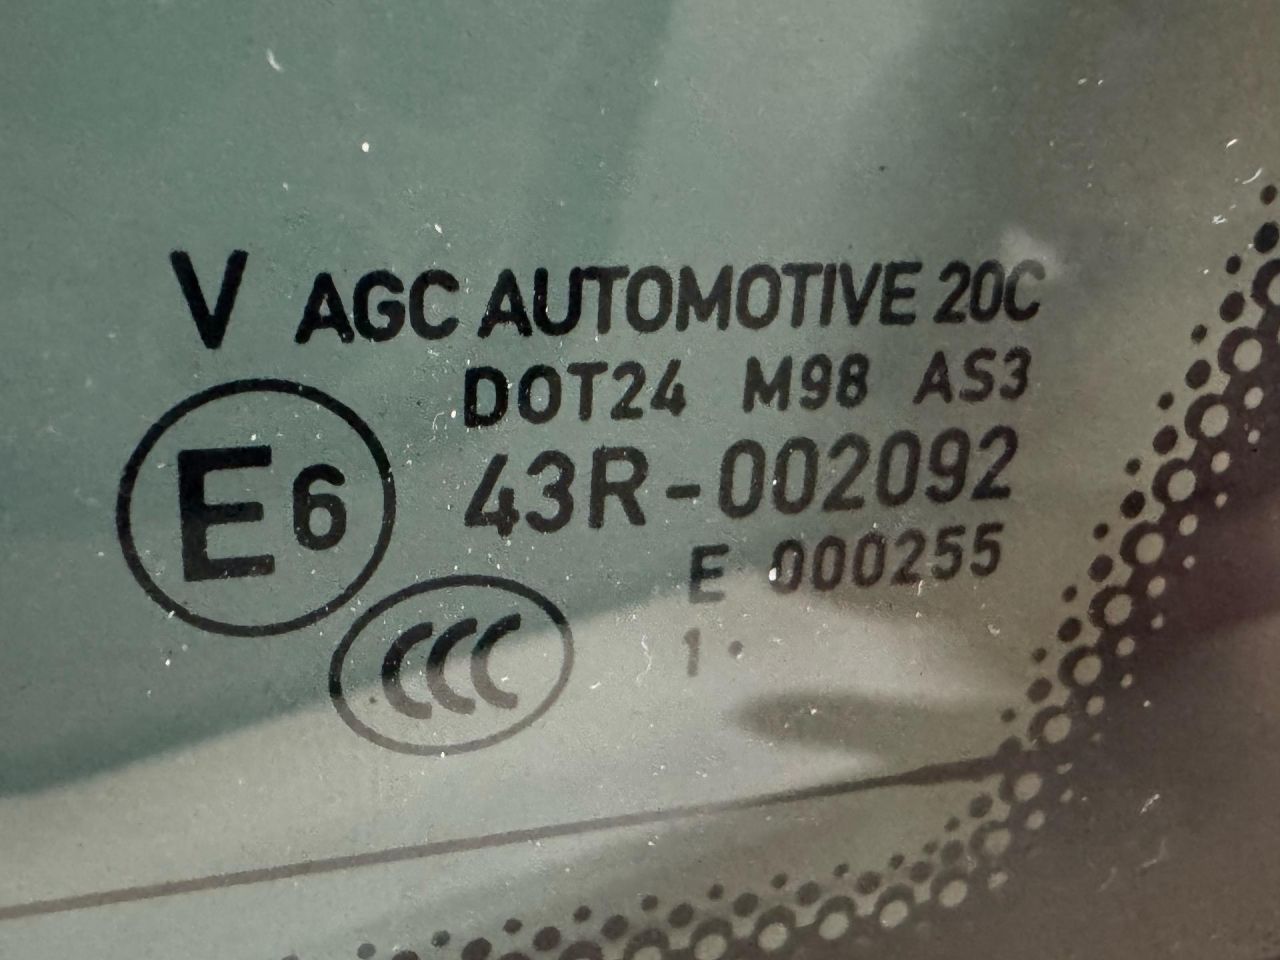 V AGC AUTOMOTIVE 20C
DOT24 M98 AS3
E6 43R-002092
E 000255
CCC 1.